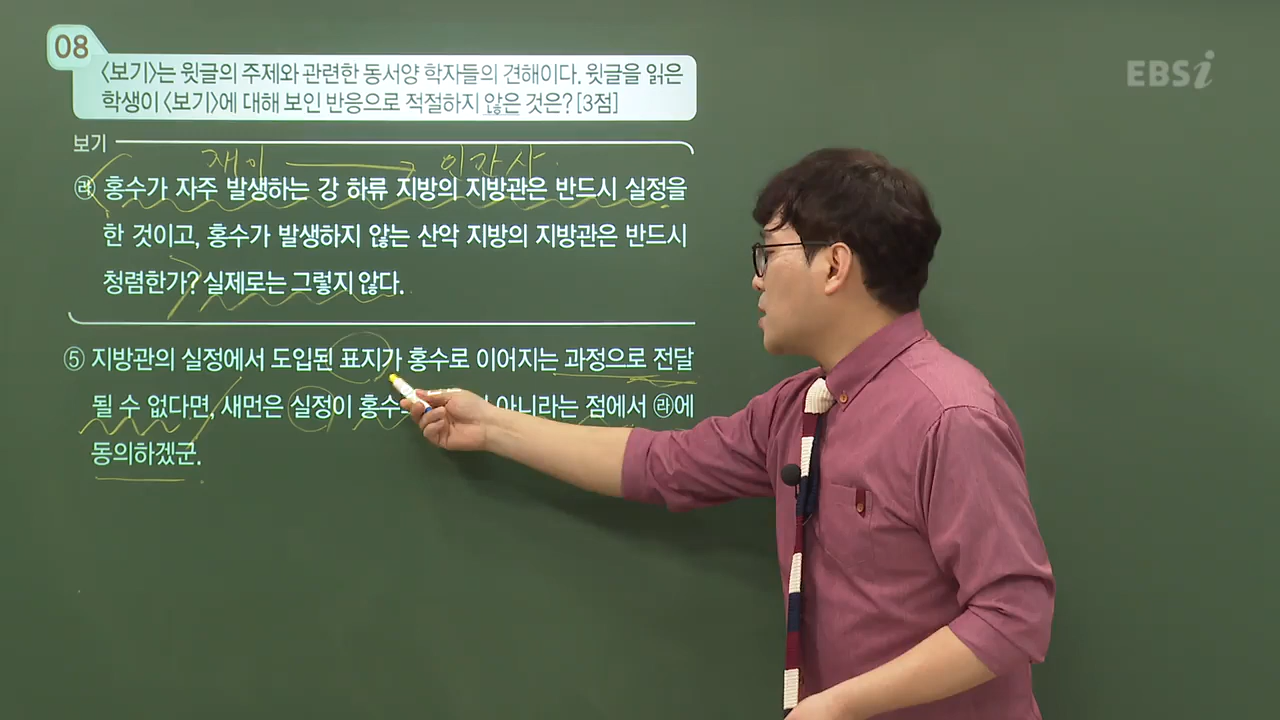 08
EBSi
〈보기〉는 윗글의 주제와 관련한 동서양 학자들의 견해이다. 윗글을 읽은
학생이 〈보기〉에 대해 보인 반응으로 적절하지 않은 것은? [3점]
보기
재이 → 인간사
㉣ 홍수가 자주 발생하는 강 하류 지방의 지방관은 반드시 실정을
한 것이고, 홍수가 발생하지 않는 산악 지방의 지방관은 반드시
청렴한가? 실제로는 그렇지 않다.
⑤ 지방관의 실정에서 도입된 표지가 홍수로 이어지는 과정으로 전달
될 수 없다면, 새먼은 실정이 홍수 아니라는 점에서 ㉣에
동의하겠군.